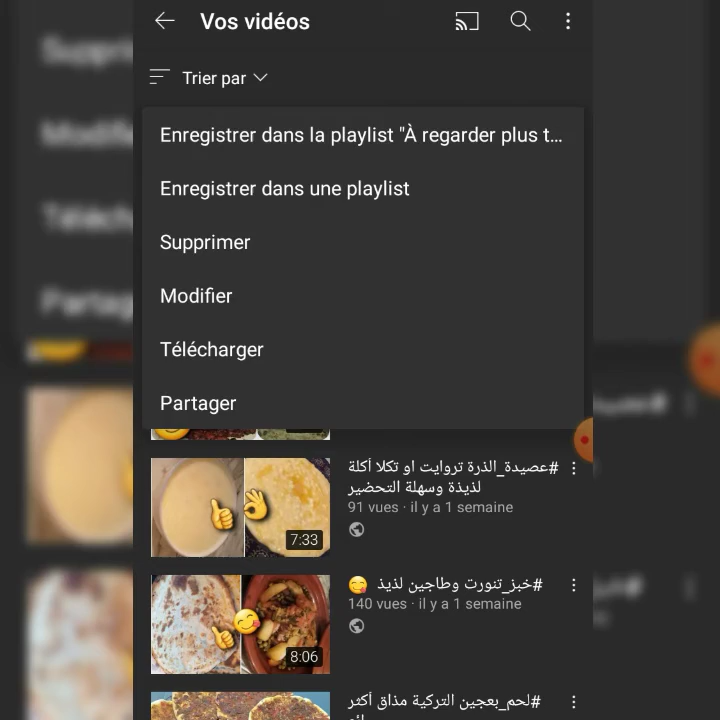 Vos vidéos
Trier par
Enregistrer dans la playlist "À regarder plus t...
Enregistrer dans une playlist
Supprimer
Modifier
Télécharger
Partager
#عصيدة_الذرة تروايت او تكلا أكلة
لذيذة وسهلة التحضير
91 vues · il y a 1 semaine
7:33
#خبز_تنورت وطاجين لذيذ 😋
140 vues · il y a 1 semaine
8:06
#لحم_بعجين التركية مذاق أكثر